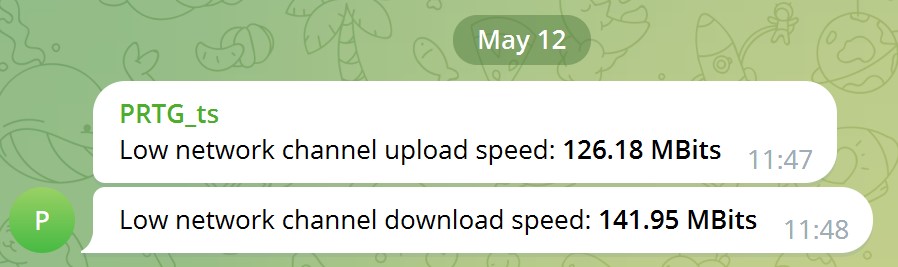 May 12
PRTG_ts
Low network channel upload speed: 126.18 MBits 11:47
P
Low network channel download speed: 141.95 MBits 11:48